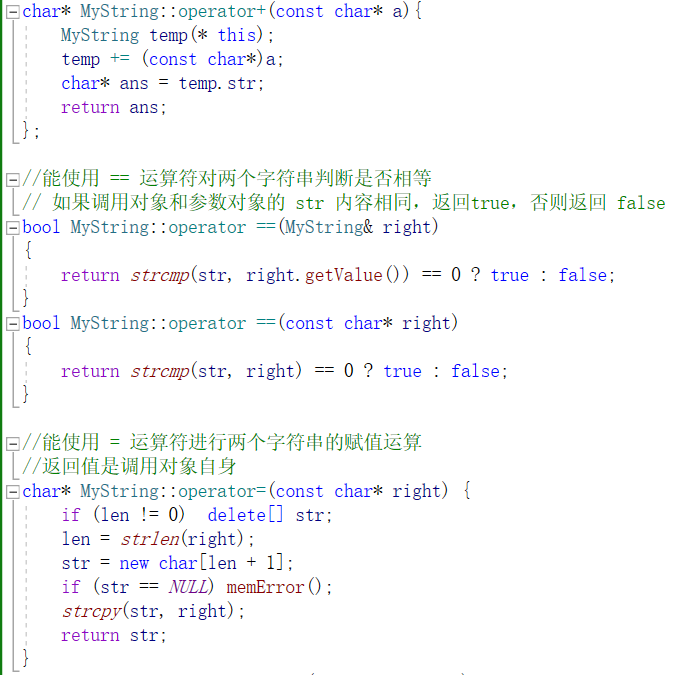 char* MyString::operator+(const char* a){
MyString temp(* this);
temp += (const char*)a;
char* ans = temp.str;
return ans;
};
//能使用 == 运算符对两个字符串判断是否相等
// 如果调用对象和参数对象的 str 内容相同，返回true，否则返回 false
bool MyString::operator ==(MyString& right)
{
return strcmp(str, right.getValue()) == 0 ? true : false;
}
bool MyString::operator ==(const char* right)
{
return strcmp(str, right) == 0 ? true : false;
}
//能使用 = 运算符进行两个字符串的赋值运算
//返回值是调用对象自身
char* MyString::operator=(const char* right) {
if (len != 0)  delete[] str;
len = strlen(right);
str = new char[len + 1];
if (str == NULL) memError();
strcpy(str, right);
return str;
}